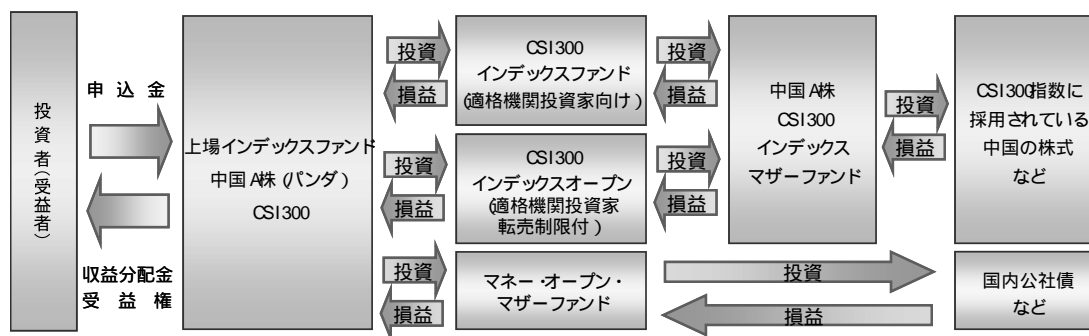 投資者(受益者)
申込金
収益分配金
受益権
上場インデックスファンド
中国A株(パンダ)
CSI300
投資
損益
投資
損益
投資
損益
CSI300
インデックスファンド
(適格機関投資家向け)
CSI300
インデックスオープン
(適格機関投資家
転売制限付)
マネー・オープン・
マザーファンド
投資
損益
投資
損益
投資
損益
中国A株
CSI300
インデックス
マザーファンド
投資
損益
CSI300指数に
採用されている
中国の株式
など
国内公社債
など